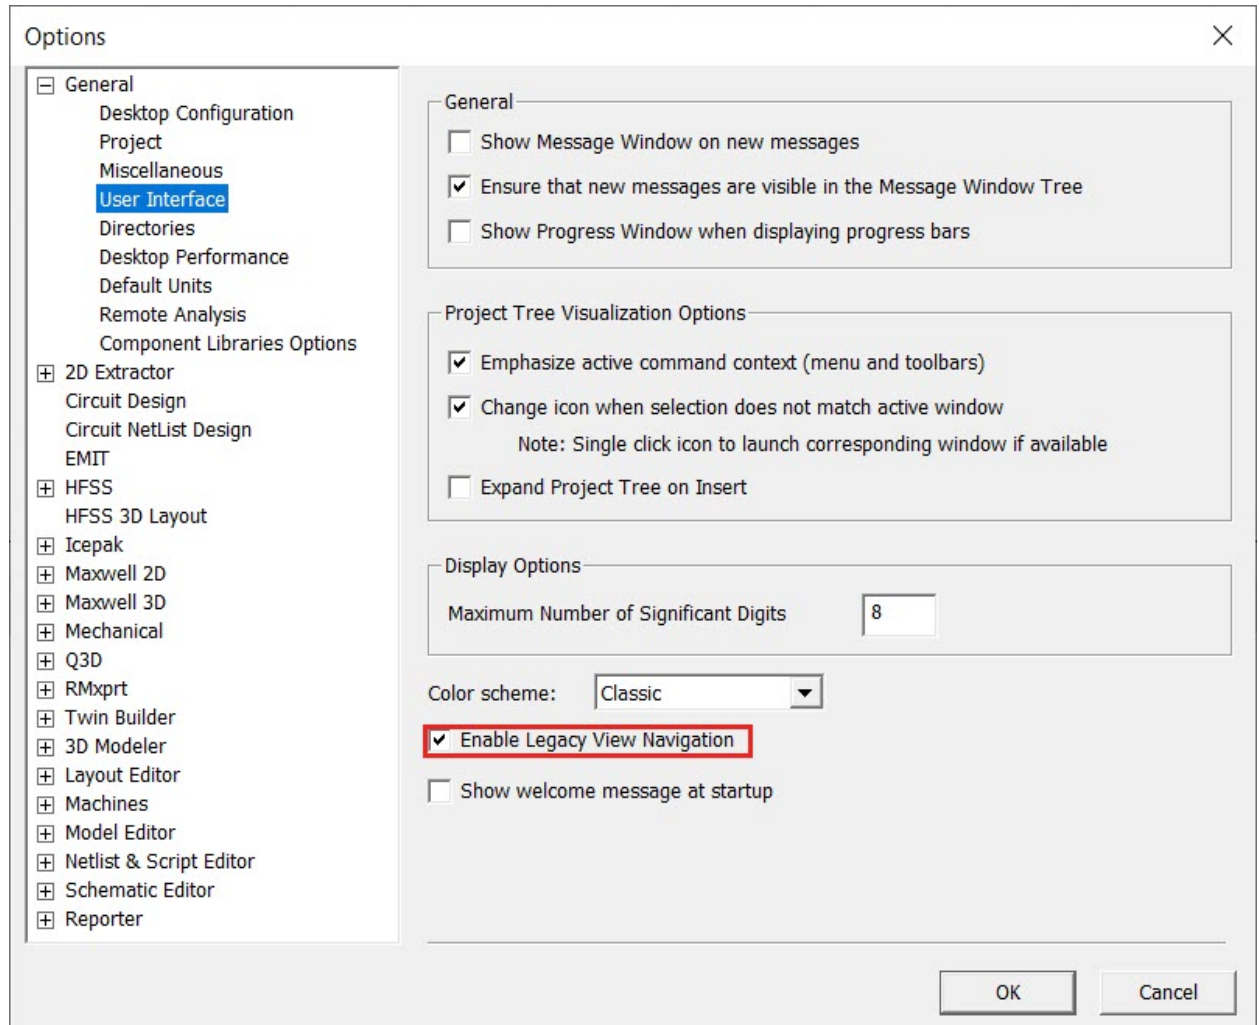 Options
General
Desktop Configuration
Project
Miscellaneous
User Interface
Directories
Desktop Performance
Default Units
Remote Analysis
Component Libraries Options
2D Extractor
Circuit Design
Circuit NetList Design
EMIT
HFSS
HFSS 3D Layout
Icepak
Maxwell 2D
Maxwell 3D
Mechanical
Q3D
RMxprt
Twin Builder
3D Modeler
Layout Editor
Machines
Model Editor
Netlist & Script Editor
Schematic Editor
Reporter
General
Show Message Window on new messages
Ensure that new messages are visible in the Message Window Tree
Show Progress Window when displaying progress bars
Project Tree Visualization Options
Emphasize active command context (menu and toolbars)
Change icon when selection does not match active window
Note: Single click icon to launch corresponding window if available
Expand Project Tree on Insert
Display Options
Maximum Number of Significant Digits 8
Color scheme: Classic
Enable Legacy View Navigation
Show welcome message at startup
OK Cancel